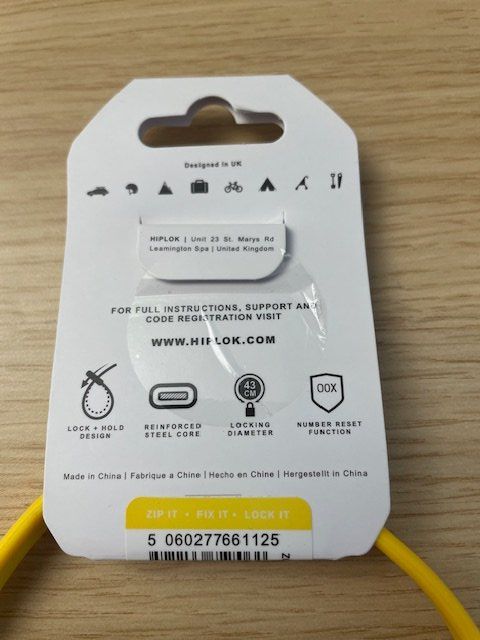 Designed in UK
HIPLOK | Unit 23 St. Marys Rd
Leamington Spa | United Kingdom
FOR FULL INSTRUCTIONS, SUPPORT AND
CODE REGISTRATION VISIT
WWW.HIPLOK.COM
LOCK + HOLD
DESIGN
REINFORCED
STEEL CORE
43
CM
LOCKING
DIAMETER
00X
NUMBER RESET
FUNCTION
Made in China | Fabrique a Chine | Hecho en Chine | Hergestellt in China
ZIP IT • FIX IT • LOCK IT
5 060277661125